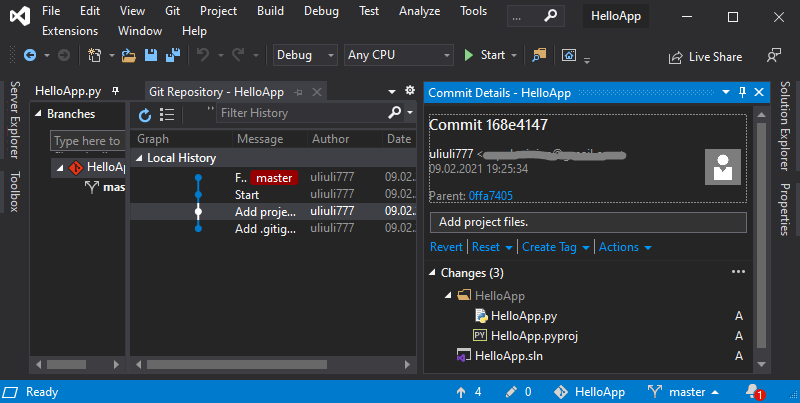 File Edit View Git Project Build Debug Test Analyze Tools
Extensions Window Help
... HelloApp
Debug Any CPU Start Live Share
Server Explorer
Toolbox
HelloApp.py
Git Repository - HelloApp
Branches
Type here to
HelloAp
mas
" Filter History
Graph Message Author Date
Local History
F.. master uliuli777 09.02..
Start uliuli777 09.02..
Add proje... uliuli777 09.02..
Add .gitig... uliuli777 09.02..
Commit Details - HelloApp
Commit 168e4147
uliuli777 <
09.02.2021 19:25:34
Parent: 0ffa7405
Add project files.
Revert Reset Create Tag Actions
Changes (3) ...
HelloApp
HelloApp.py A
HelloApp.pyproj A
HelloApp.sln A
Solution Explorer
Properties
Ready 4 0 HelloApp master 1